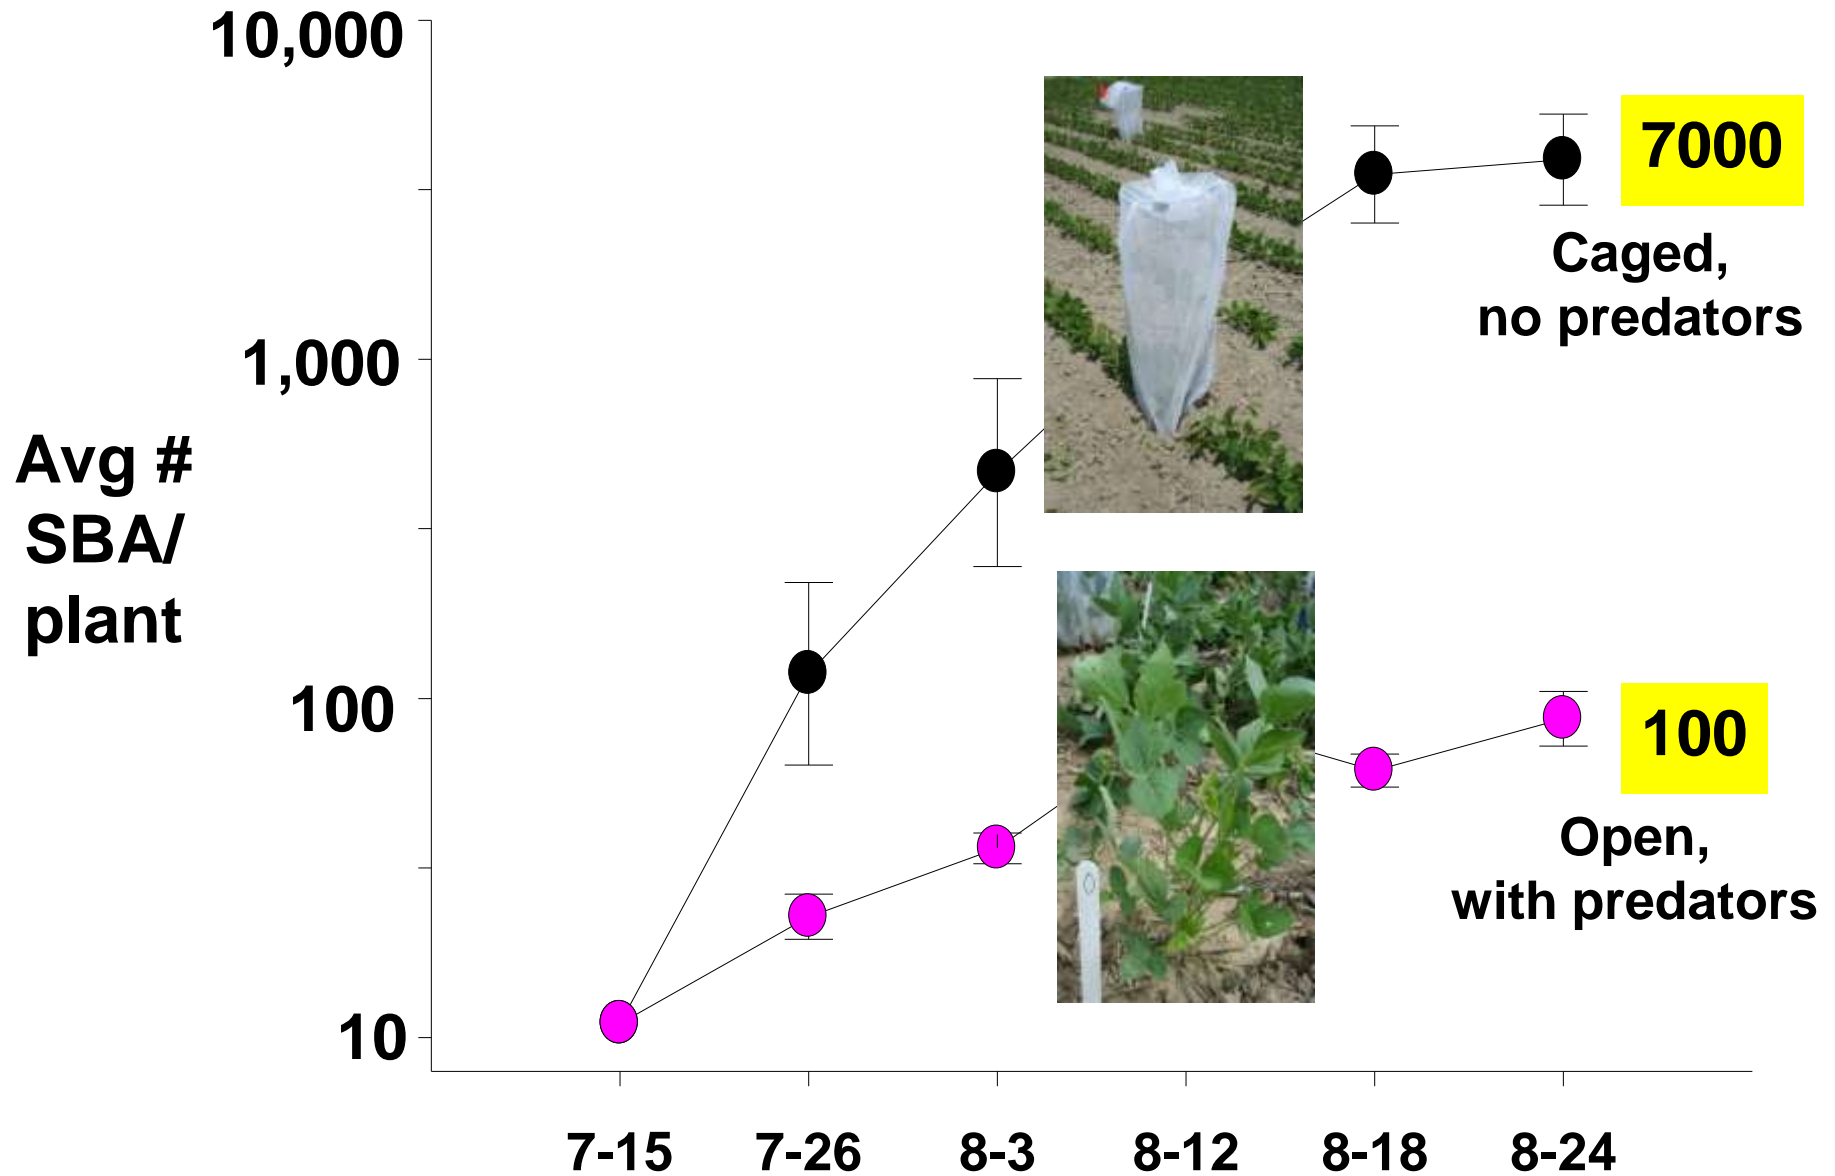 10,000
1,000
100
10
Avg #
SBA/
plant
7000
Caged,
no predators
100
Open,
with predators
7-15
7-26
8-3
8-12
8-18
8-24